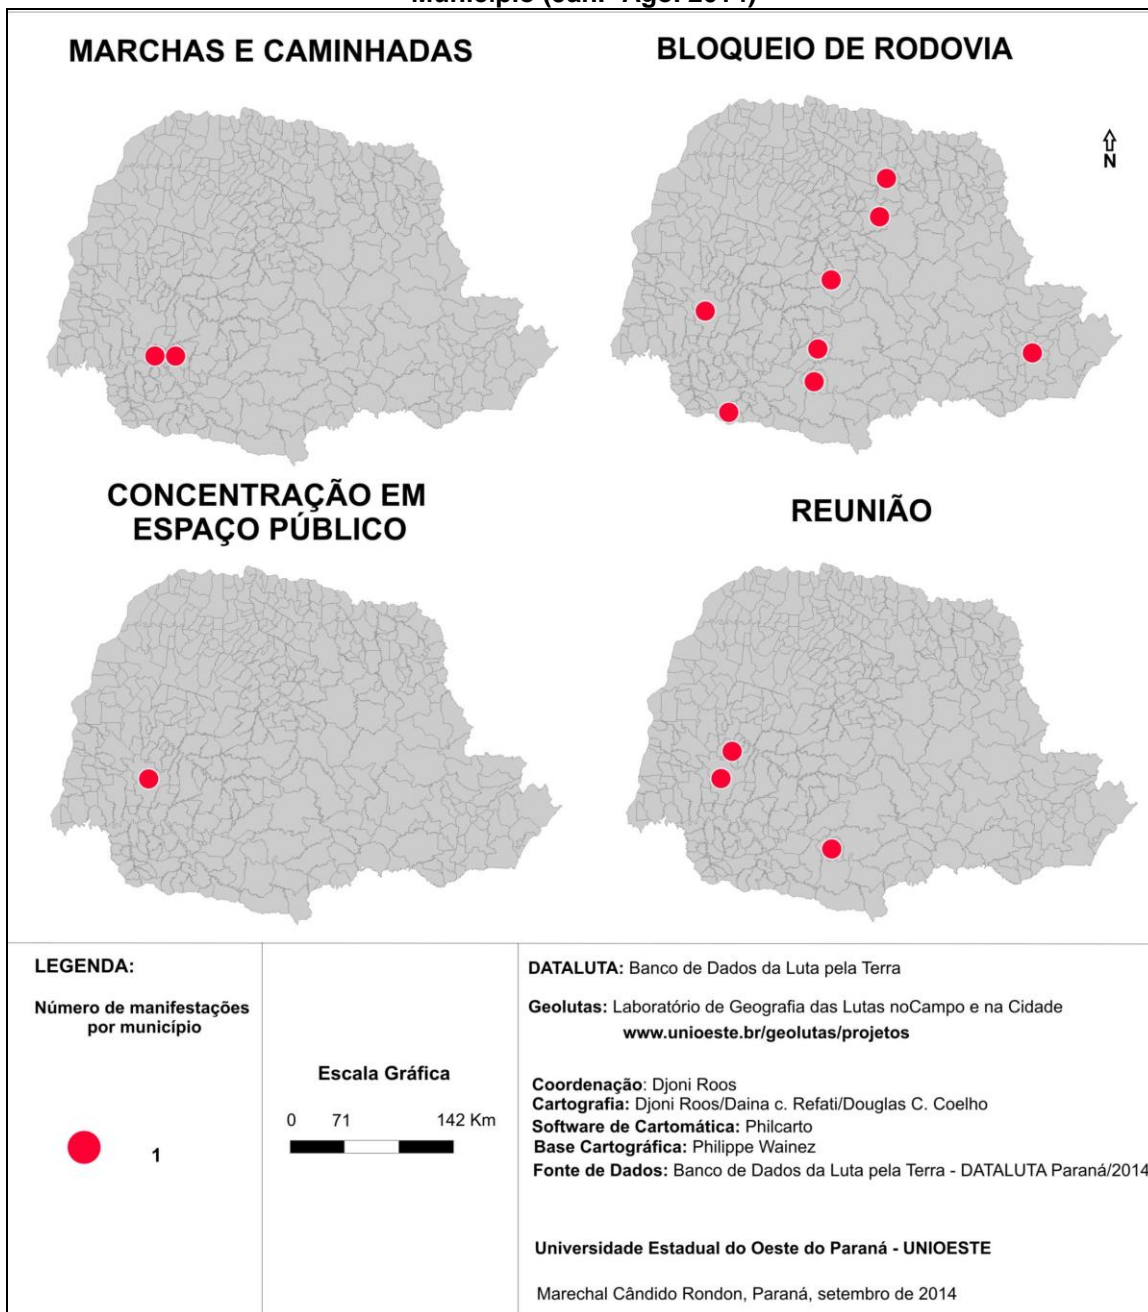 MARCHAS E CAMINHADAS
BLOQUEIO DE RODOVIA
N
CONCENTRAÇÃO EM
ESPAÇO PÚBLICO
REUNIÃO
LEGENDA:
Número de manifestações
por município
1
Escala Gráfica
0 71 142 Km
DATALUTA: Banco de Dados da Luta pela Terra
Geolutas: Laboratório de Geografia das Lutas noCampo e na Cidade
www.unioeste.br/geolutas/projetos
Coordenação: Djoni Roos
Cartografia: Djoni Roos/Daina c. Refati/Douglas C. Coelho
Software de Cartomática: Philcarto
Base Cartográfica: Philippe Wainez
Fonte de Dados: Banco de Dados da Luta pela Terra - DATALUTA Paraná/2014
Universidade Estadual do Oeste do Paraná - UNIOESTE
Marechal Cândido Rondon, Paraná, setembro de 2014